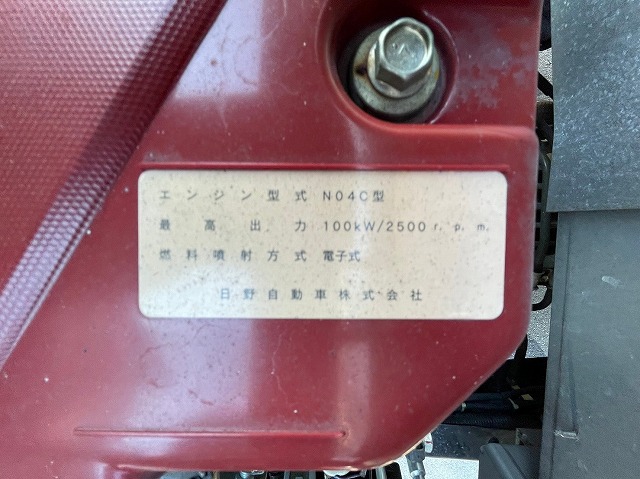 エンジン型式 N04C型
最高出力 100kW/2500 r.p.m.
燃料噴射方式 電子式
日野自動車株式会社